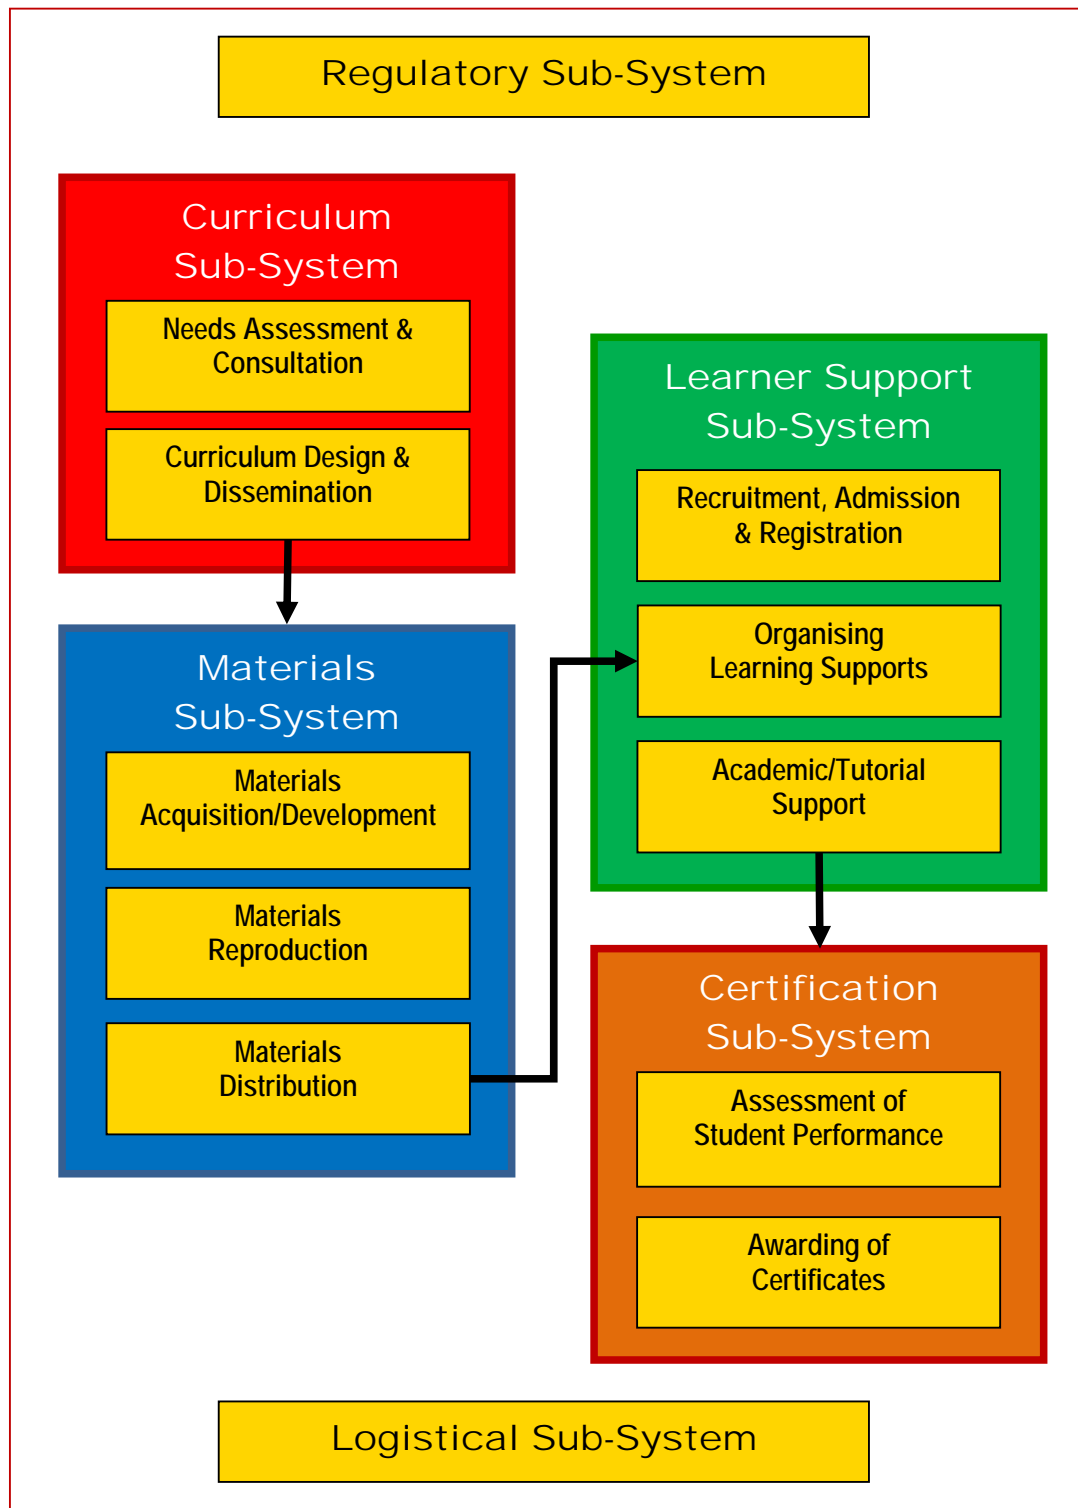 Regulatory Sub-System
Curriculum
Sub-System
Needs Assessment &
Consultation
Curriculum Design &
Dissemination
Materials
Sub-System
Materials
Acquisition/Development
Materials
Reproduction
Materials
Distribution
Learner Support
Sub-System
Recruitment, Admission
& Registration
Organising
Learning Supports
Academic/Tutorial
Support
Certification
Sub-System
Assessment of
Student Performance
Awarding of
Certificates
Logistical Sub-System